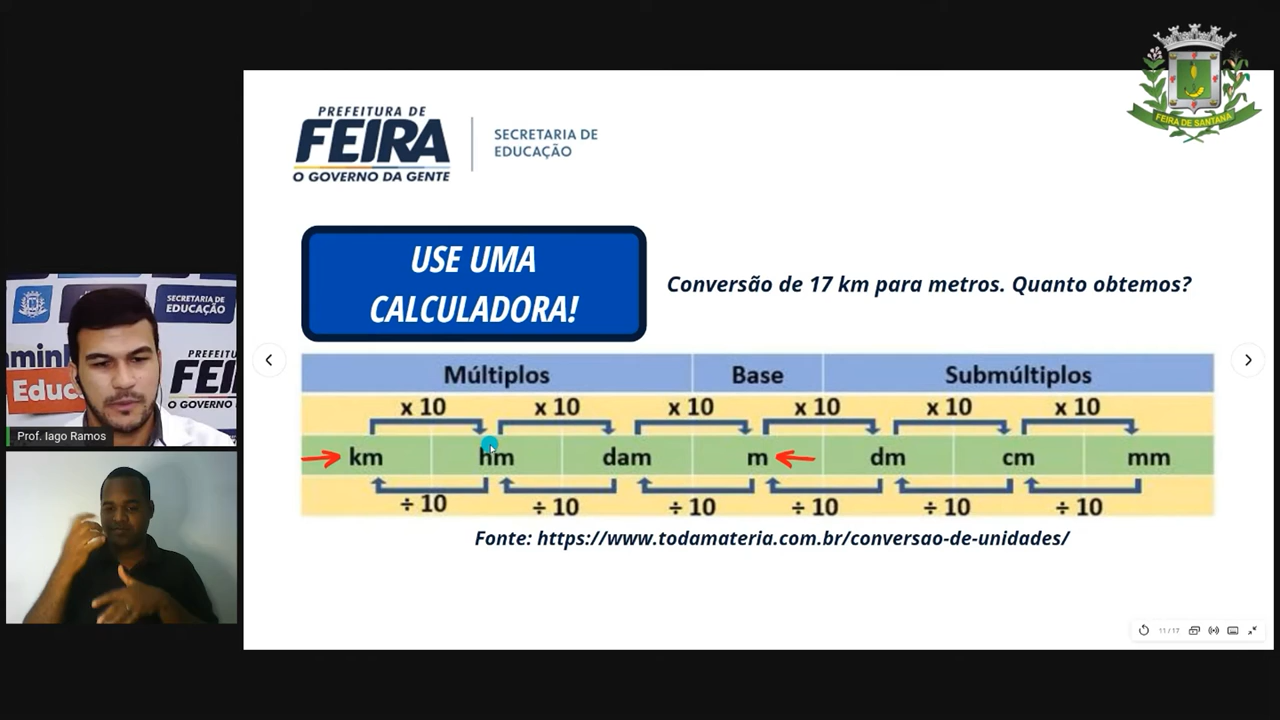 FEIRA DE SANTANA
PREFEITURA DE
FEIRA
O GOVERNO DA GENTE
SECRETARIA DE
EDUCAÇÃO
USE UMA
CALCULADORA!
Conversão de 17 km para metros. Quanto obtemos?
Múltiplos Base Submúltiplos
x 10 x 10 x 10 x 10 x 10 x 10
km hm dam m dm cm mm
÷ 10 ÷ 10 ÷ 10 ÷ 10 ÷ 10 ÷ 10
Fonte: https://www.todamateria.com.br/conversao-de-unidades/
11/17
SECRETARIA DE
EDUCAÇÃO
PREFEITU
FEI
O GOVERNO
Prof. Iago Ramos